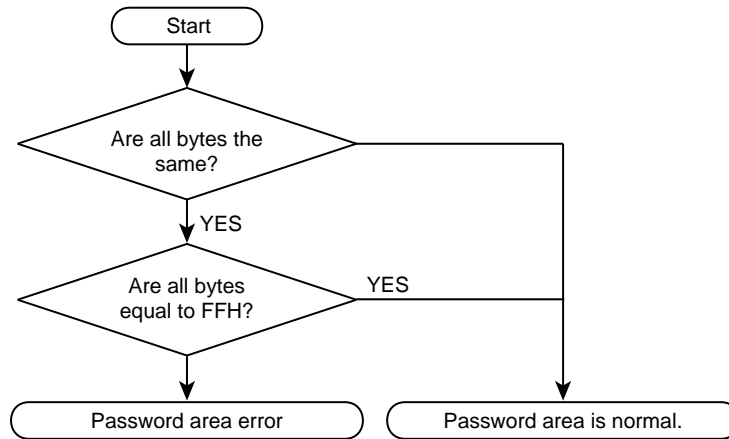 Start
Are all bytes the
same?
YES
Are all bytes
equal to FFH?
YES
Password area error
Password area is normal.